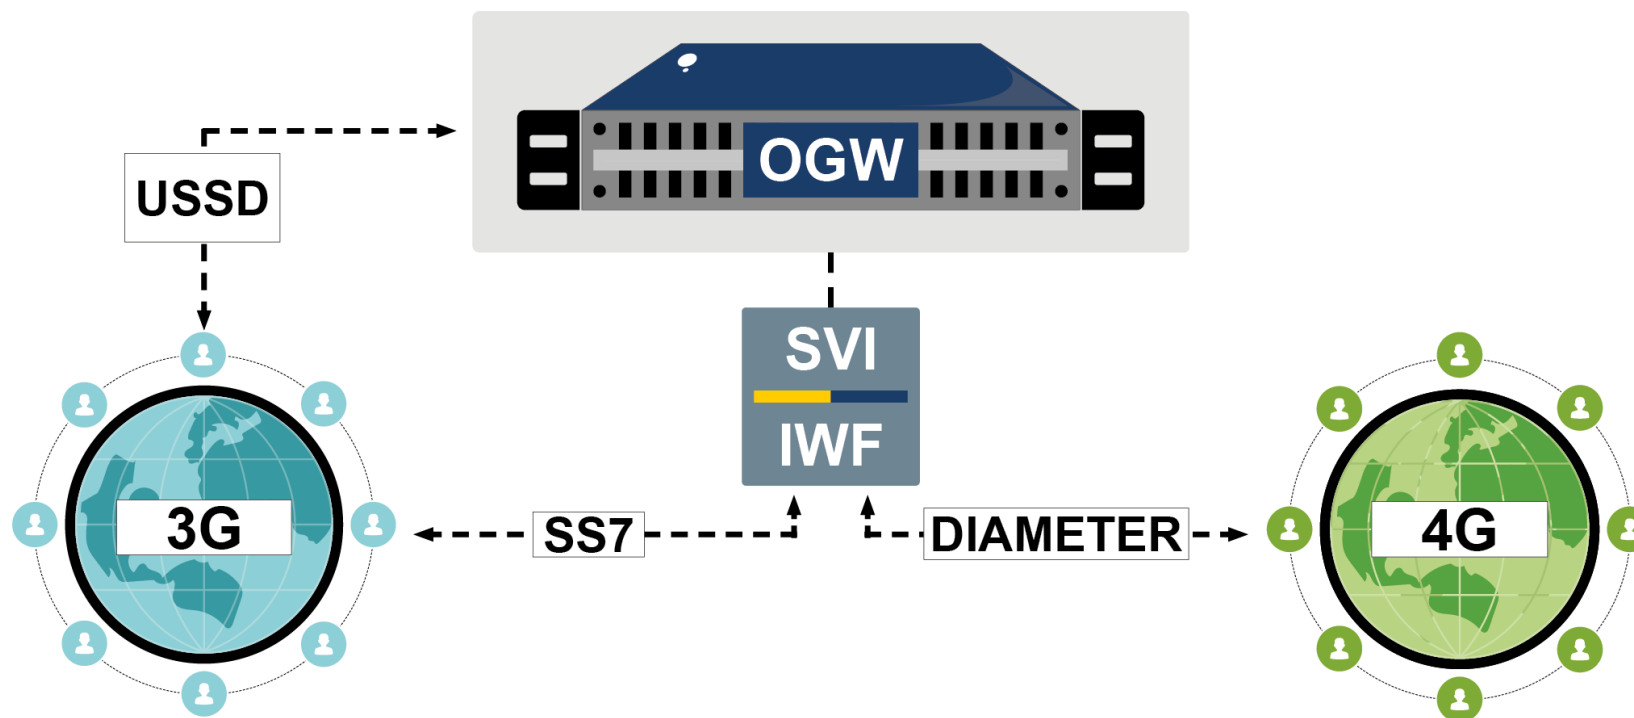 OGW
USSD
SVI
IWF
3G
SS7
DIAMETER
4G